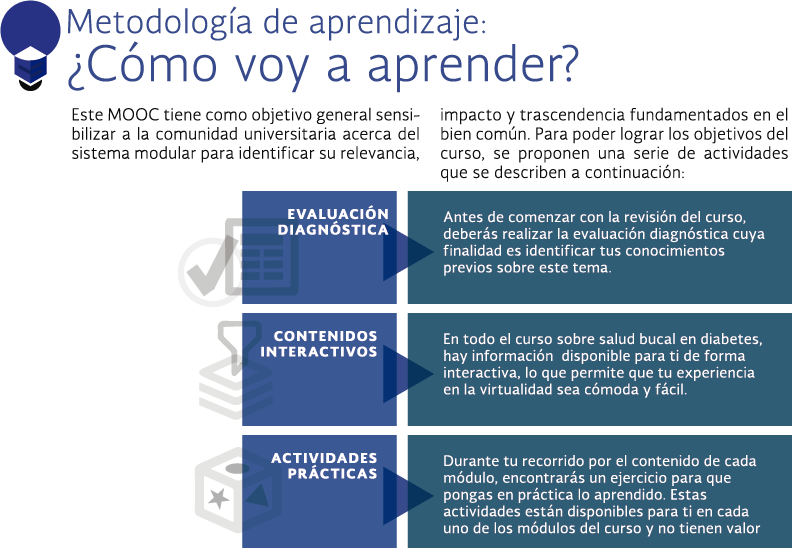 Metodología de aprendizaje:
¿Cómo voy a aprender?
Este MOOC tiene como objetivo general sensi-
bilizar a la comunidad universitaria acerca del
sistema modular para identificar su relevancia,
impacto y trascendencia fundamentados en el
bien común. Para poder lograr los objetivos del
curso, se proponen una serie de actividades
que se describen a continuación:
EVALUACIÓN
DIAGNÓSTICA
Antes de comenzar con la revisión del curso,
deberás realizar la evaluación diagnóstica cuya
finalidad es identificar tus conocimientos
previos sobre este tema.
CONTENIDOS
INTERACTIVOS
En todo el curso sobre salud bucal en diabetes,
hay información disponible para ti de forma
interactiva, lo que permite que tu experiencia
en la virtualidad sea cómoda y fácil.
ACTIVIDADES
PRÁCTICAS
Durante tu recorrido por el contenido de cada
módulo, encontrarás un ejercicio para que
pongas en práctica lo aprendido. Estas
actividades están disponibles para ti en cada
uno de los módulos del curso y no tienen valor